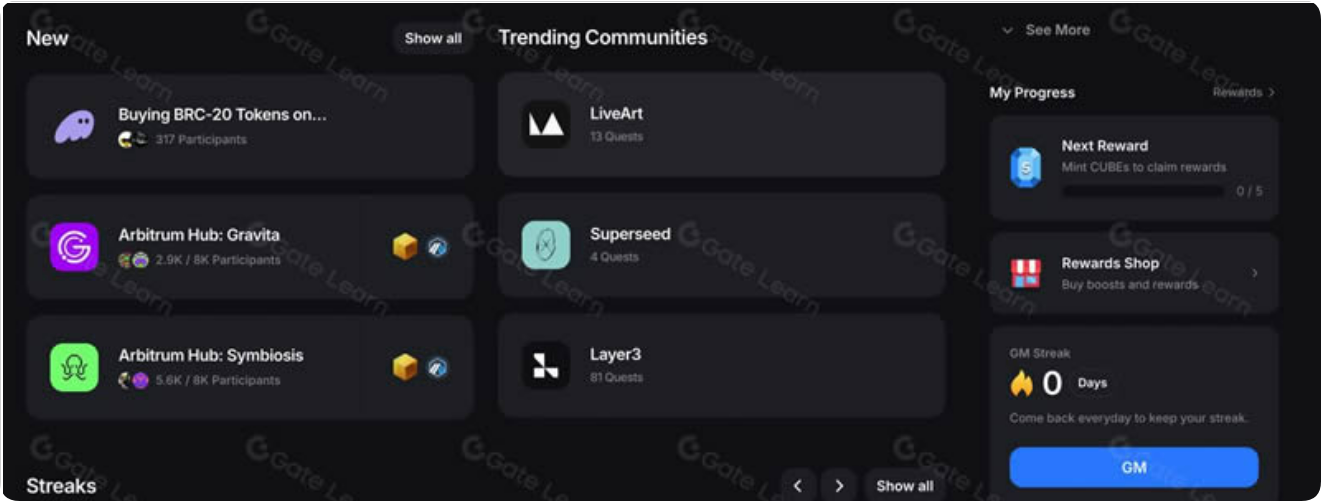 New
Show all
Buying BRC-20 Tokens on...
317 Participants
Arbitrum Hub: Gravita
2.9K / 8K Participants
Arbitrum Hub: Symbiosis
5.6K / 8K Participants
Trending Communities
LiveArt
13 Quests
Superseed
4 Quests
Layer3
81 Quests
See More
My Progress
Rewards
Next Reward
Mint CUBEs to claim rewards
0 / 5
Rewards Shop
Buy boosts and rewards
GM Streak
0 Days
Come back everyday to keep your streak.
GM
Streaks
Show all
Gate Learn